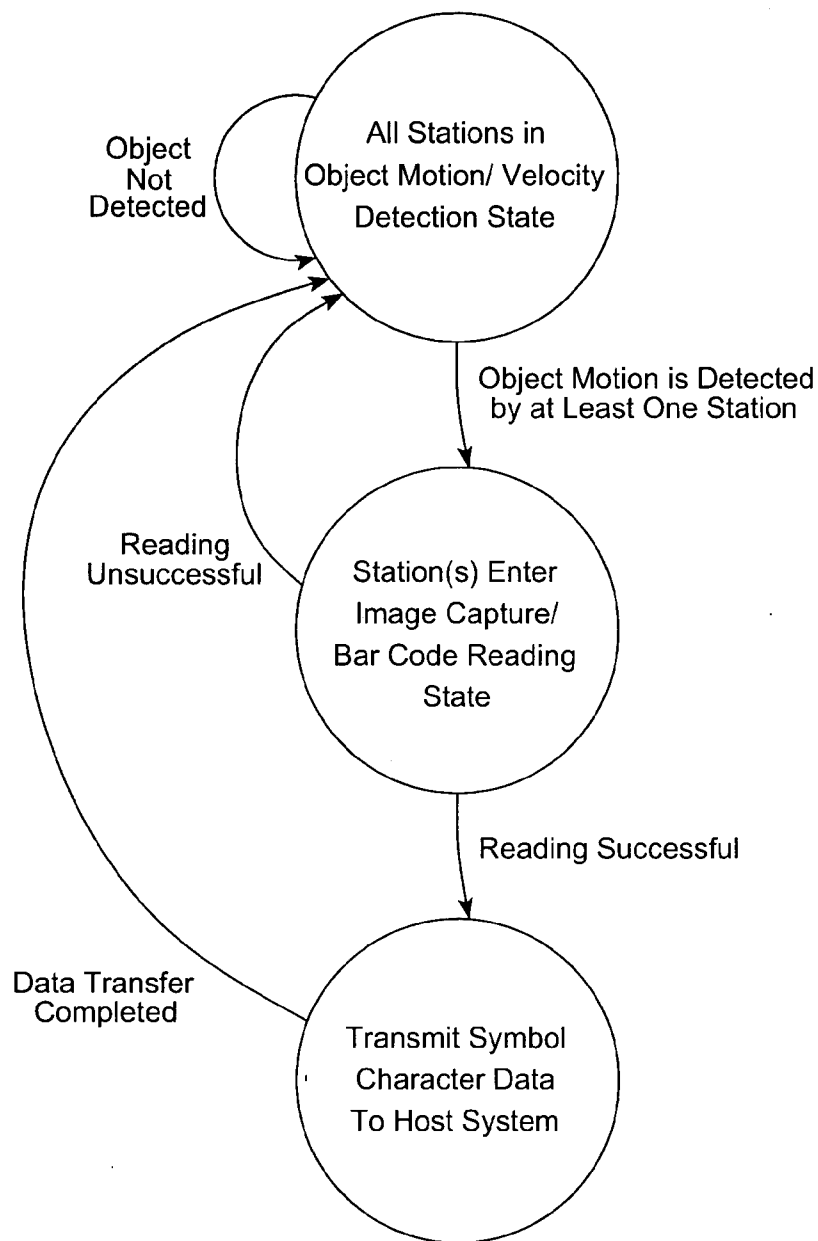 All Stations in
Object Motion/ Velocity
Detection State
Object
Not
Detected
Object Motion is Detected
by at Least One Station
Reading
Unsuccessful
Station(s) Enter
Image Capture/
Bar Code Reading
State
Reading Successful
Data Transfer
Completed
Transmit Symbol
Character Data
To Host System